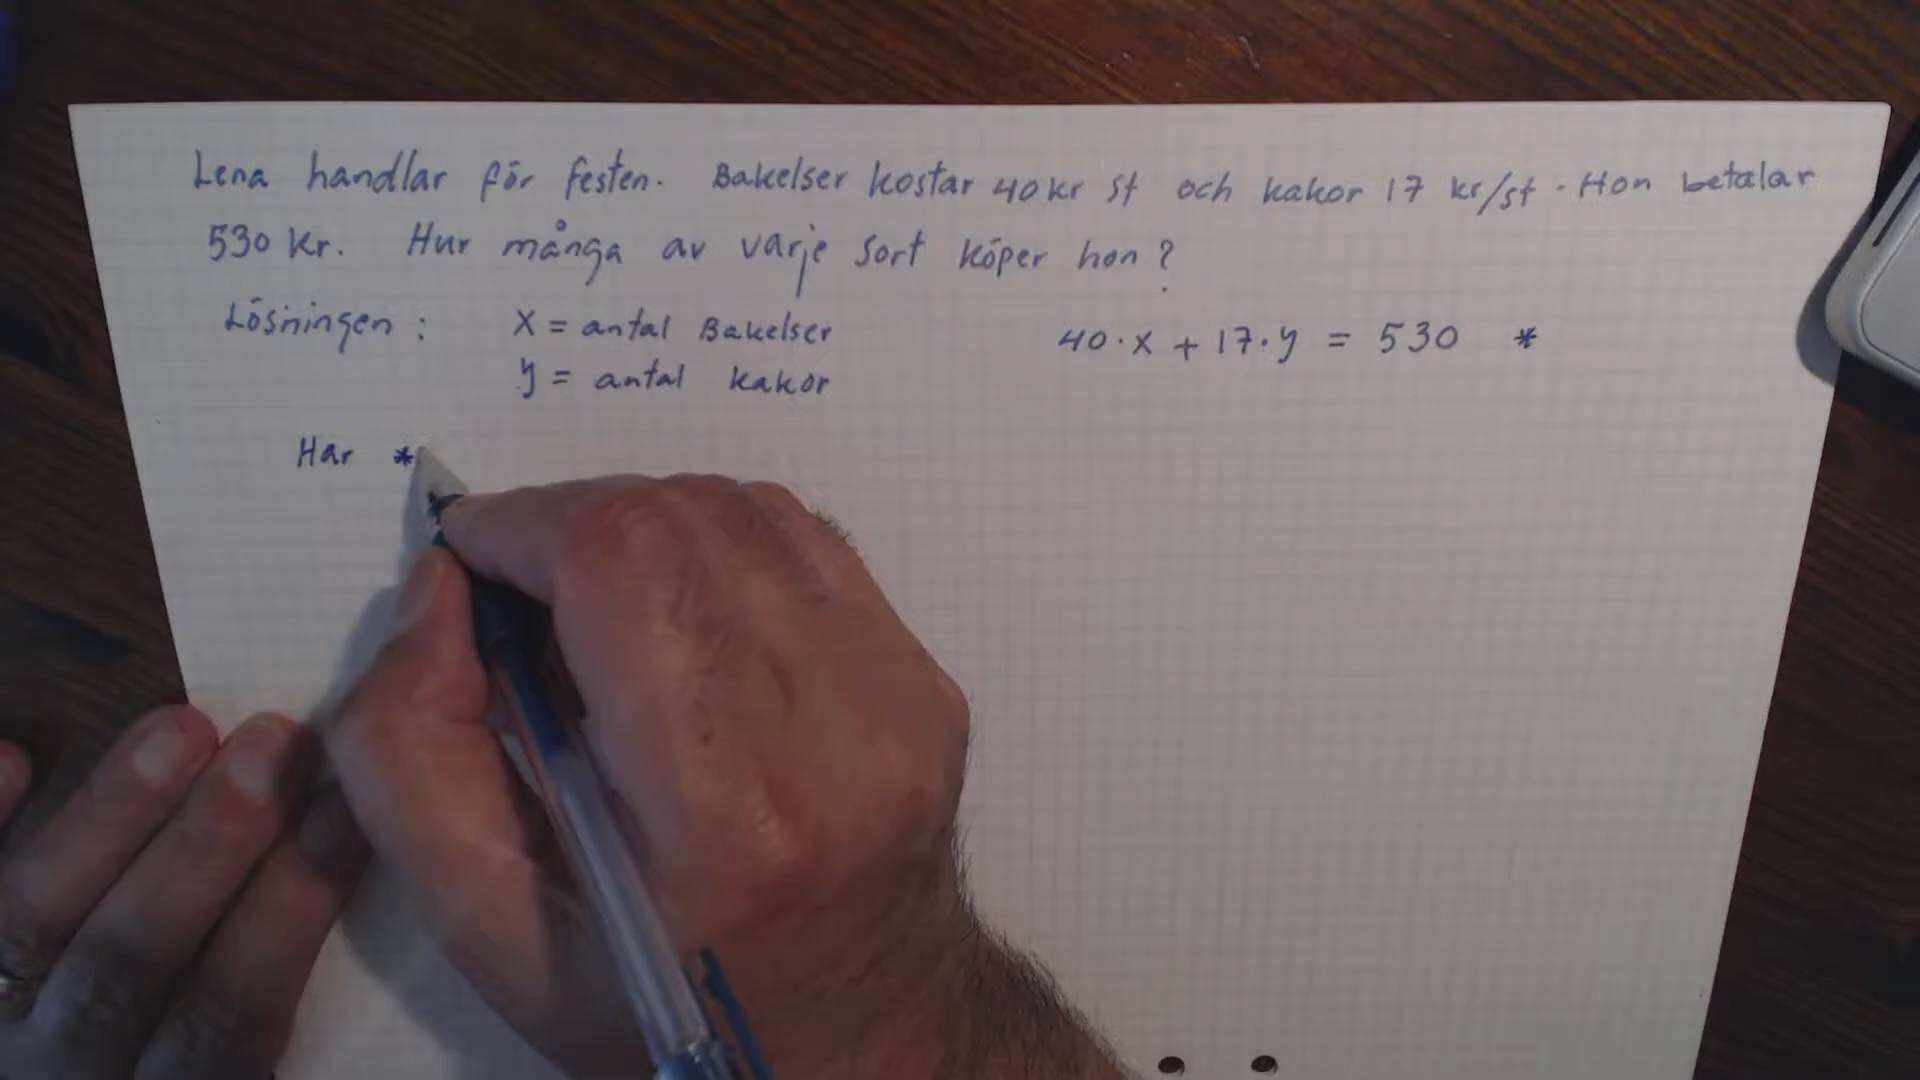 Lena handlar för festen. Bakelser kostar 40 kr st och kakor 17 kr/st. Hon betalar
530 kr. Hur många av varje sort köper hon?
Lösningen: x = antal Bakelser 40·x + 17·y = 530 *
y = antal kakor
Har *